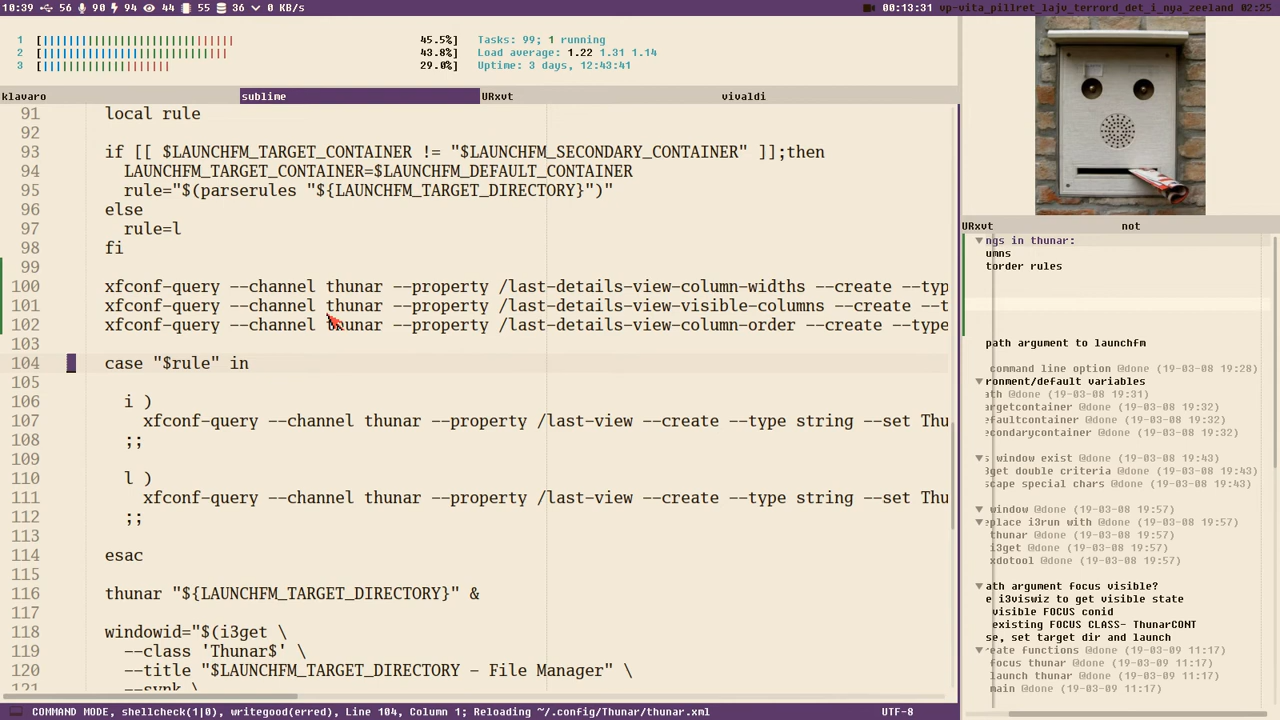 10:39 56 90 94 44 55 36 0 KB/s 00:13:31 vp-vita_pillret_lajv_terrord_det_i_nya_zeeland 02:25
1 [ 45.5%] Tasks: 99; 1 running
2 [ 43.8%] Load average: 1.22 1.31 1.14
3 [ 29.0%] Uptime: 3 days, 12:43:41
klavaro sublime URxvt vivaldi
91 local rule
92
93 if [[ $LAUNCHFM_TARGET_CONTAINER != "$LAUNCHFM_SECONDARY_CONTAINER" ]];then
94 LAUNCHFM_TARGET_CONTAINER=$LAUNCHFM_DEFAULT_CONTAINER
95 rule="$(parserules "${LAUNCHFM_TARGET_DIRECTORY}")"
96 else
97 rule=l
98 fi
99
100 xfconf-query --channel thunar --property /last-details-view-column-widths --create --typ
101 xfconf-query --channel thunar --property /last-details-view-visible-columns --create --t
102 xfconf-query --channel thunar --property /last-details-view-column-order --create --type
103
104 case "$rule" in
105
106 i )
107 xfconf-query --channel thunar --property /last-view --create --type string --set Thu
108 ;;
109
110 l )
111 xfconf-query --channel thunar --property /last-view --create --type string --set Thu
112 ;;
113
114 esac
115
116 thunar "${LAUNCHFM_TARGET_DIRECTORY}" &
117
118 windowid="$(i3get \
119 --class 'Thunar$' \
120 --title "$LAUNCHFM_TARGET_DIRECTORY - File Manager" \
121 --synk \
COMMAND MODE, shellcheck(1|0), writegood(erred), Line 104, Column 1; Reloading ~/.config/Thunar/thunar.xml UTF-8
URxvt not
ngs in thunar:
umns
torder rules
path argument to launchfm
command line option @done (19-03-08 19:28)
ronment/default variables
ath @done (19-03-08 19:31)
argetcontainer @done (19-03-08 19:32)
efaultcontainer @done (19-03-08 19:32)
econdarycontainer @done (19-03-08 19:32)
s window exist @done (19-03-08 19:43)
3get double criteria @done (19-03-08 19:43)
scape special chars @done (19-03-08 19:43)
window @done (19-03-08 19:57)
eplace i3run with @done (19-03-08 19:57)
thunar @done (19-03-08 19:57)
i3get @done (19-03-08 19:57)
xdotool @done (19-03-08 19:57)
ath argument focus visible?
e i3viswiz to get visible state
visible FOCUS conid
existing FOCUS CLASS- ThunarCONT
se, set target dir and launch
reate functions @done (19-03-09 11:17)
focus thunar @done (19-03-09 11:17)
launch thunar @done (19-03-09 11:17)
main @done (19-03-09 11:17)